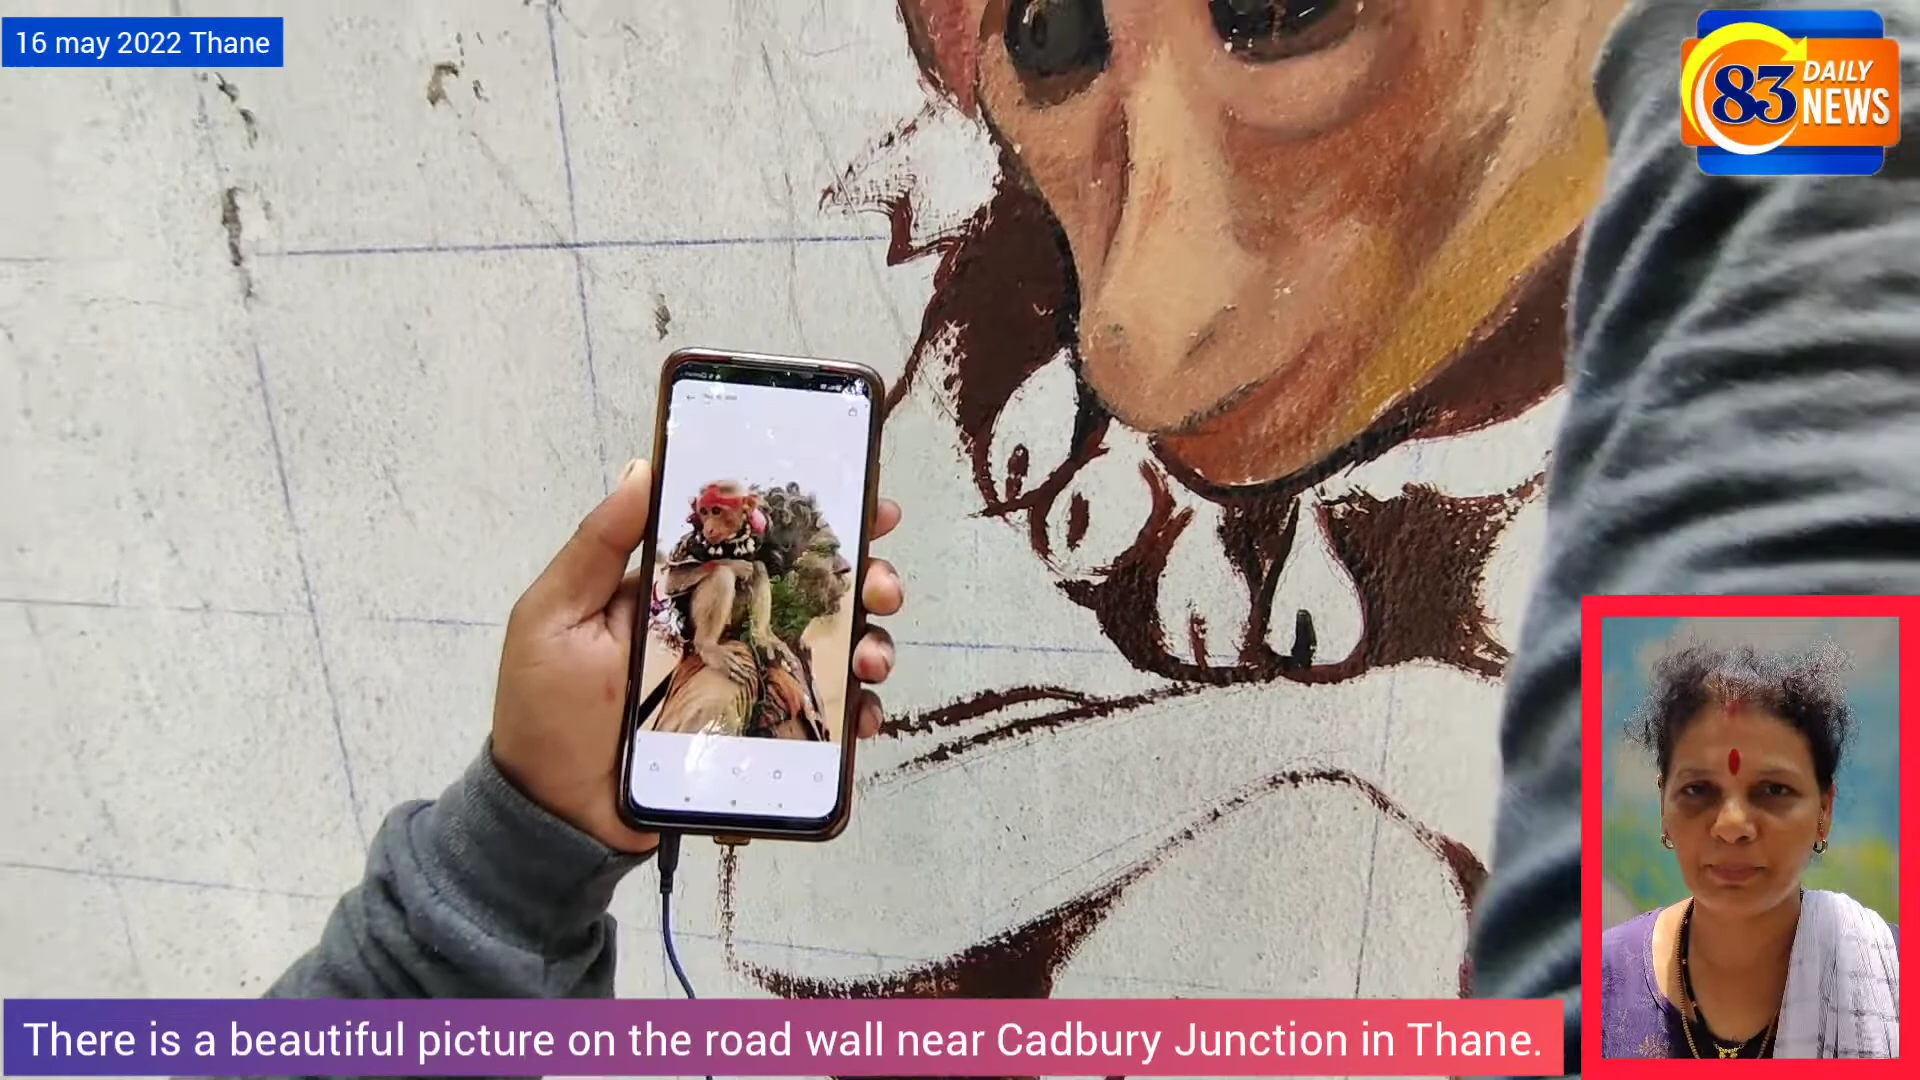 16 may 2022 Thane
83 DAILY
NEWS
There is a beautiful picture on the road wall near Cadbury Junction in Thane.